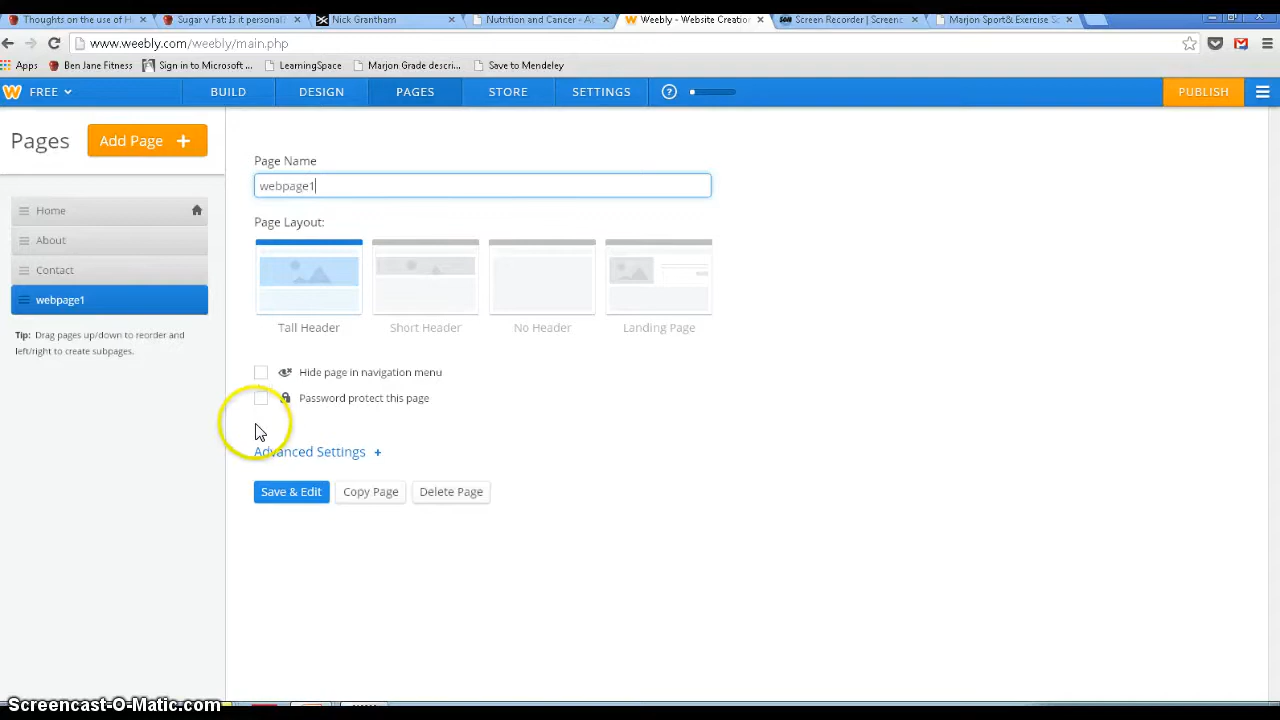 Thoughts on the use of H
Sugar v Fat: Is it personal
Nick Grantham
Nutrition and Cancer - Ac
Weebly - Website Creation
Screen Recorder | Screenc
Marjon Sport& Exercise Sc
www.weebly.com/weebly/main.php
Apps
Ben Jane Fitness
Sign in to Microsoft ...
LearningSpace
Marjon Grade descri...
Save to Mendeley
FREE
BUILD
DESIGN
PAGES
STORE
SETTINGS
?
PUBLISH
Pages
Add Page +
Home
About
Contact
webpage1
Tip: Drag pages up/down to reorder and
left/right to create subpages.
Page Name
webpage1
Page Layout:
Tall Header
Short Header
No Header
Landing Page
Hide page in navigation menu
Password protect this page
Advanced Settings +
Save & Edit
Copy Page
Delete Page
Screencast-O-Matic.com